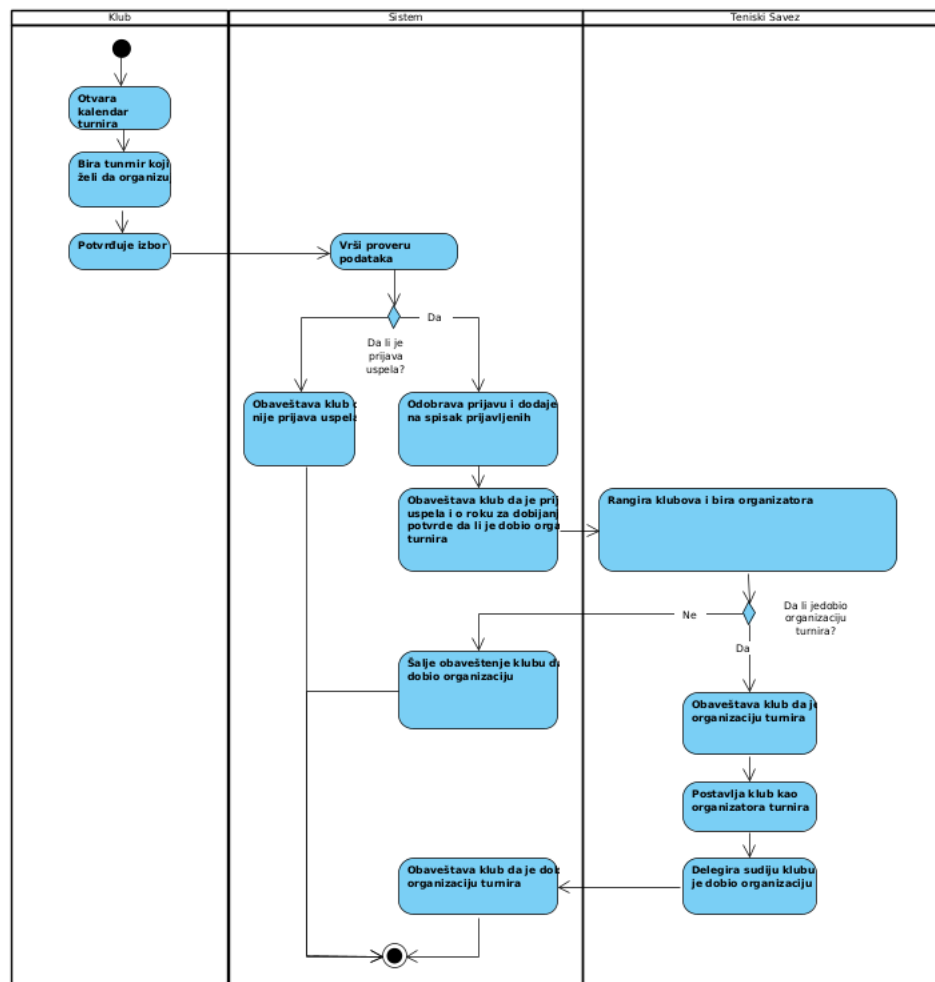 Klub
Sistem
Teniski Savez
Otvara
kalendar
turnira
Bira tunrnir koji
želi da organizuj
Potvrđuje izbor
Vrši proveru
podataka
Da
Da li je
prijava
uspela?
Obaveštava klub
nije prijava uspela
Odobrava prijavu i dodaje
na spisak prijavljenih
Obaveštava klub da je prij
uspela i o roku za dobijanj
potvrde da li je dobio orga
turnira
Rangira klubova i bira organizatora
Ne
Da li jedobio
organizaciju
turnira?
Da
Šalje obaveštenje klubu da
dobio organizaciju
Obaveštava klub da je
organizaciju turnira
Postavlja klub kao
organizatora turnira
Obaveštava klub da je dob
organizaciju turnira
Delegira sudiju klubu
je dobio organizaciju